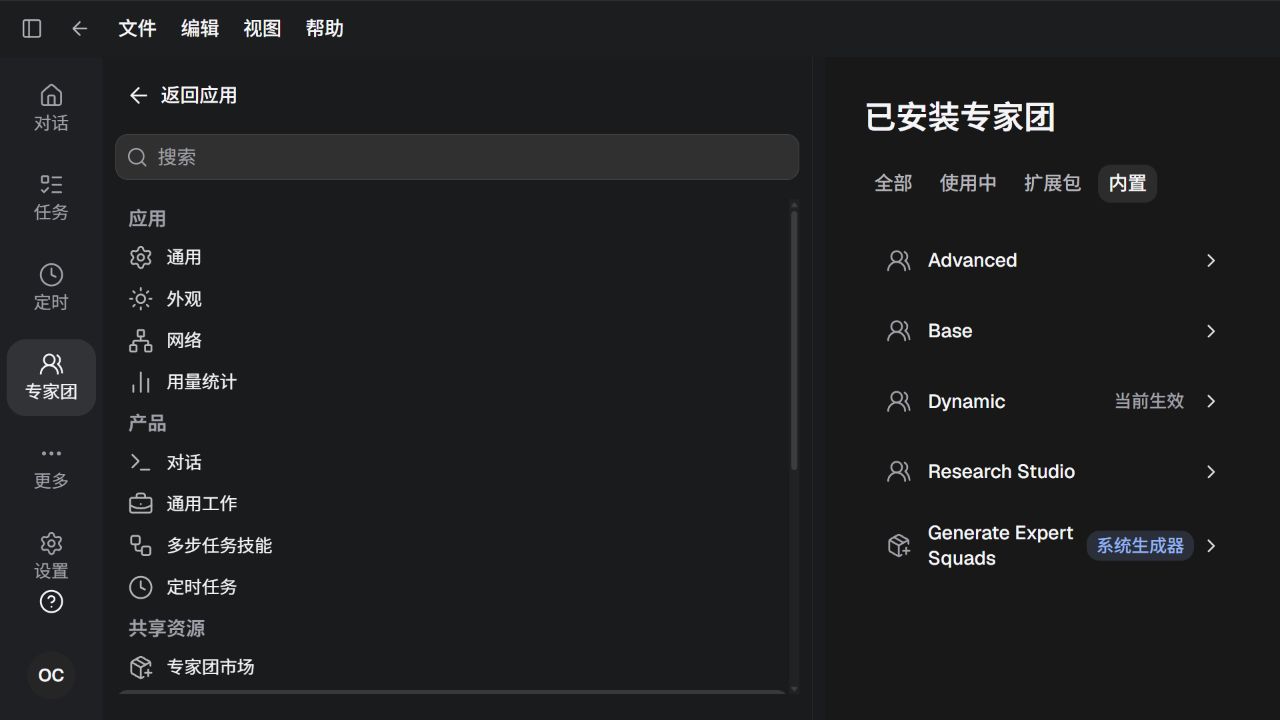 文件 编辑 视图 帮助
对话
任务
定时
专家团
更多
设置
OC
返回应用
搜索
应用
通用
外观
网络
用量统计
产品
对话
通用工作
多步任务技能
定时任务
共享资源
专家团市场
已安装专家团
全部 使用中 扩展包 内置
Advanced
Base
Dynamic 当前生效
Research Studio
Generate Expert
Squads
系统生成器